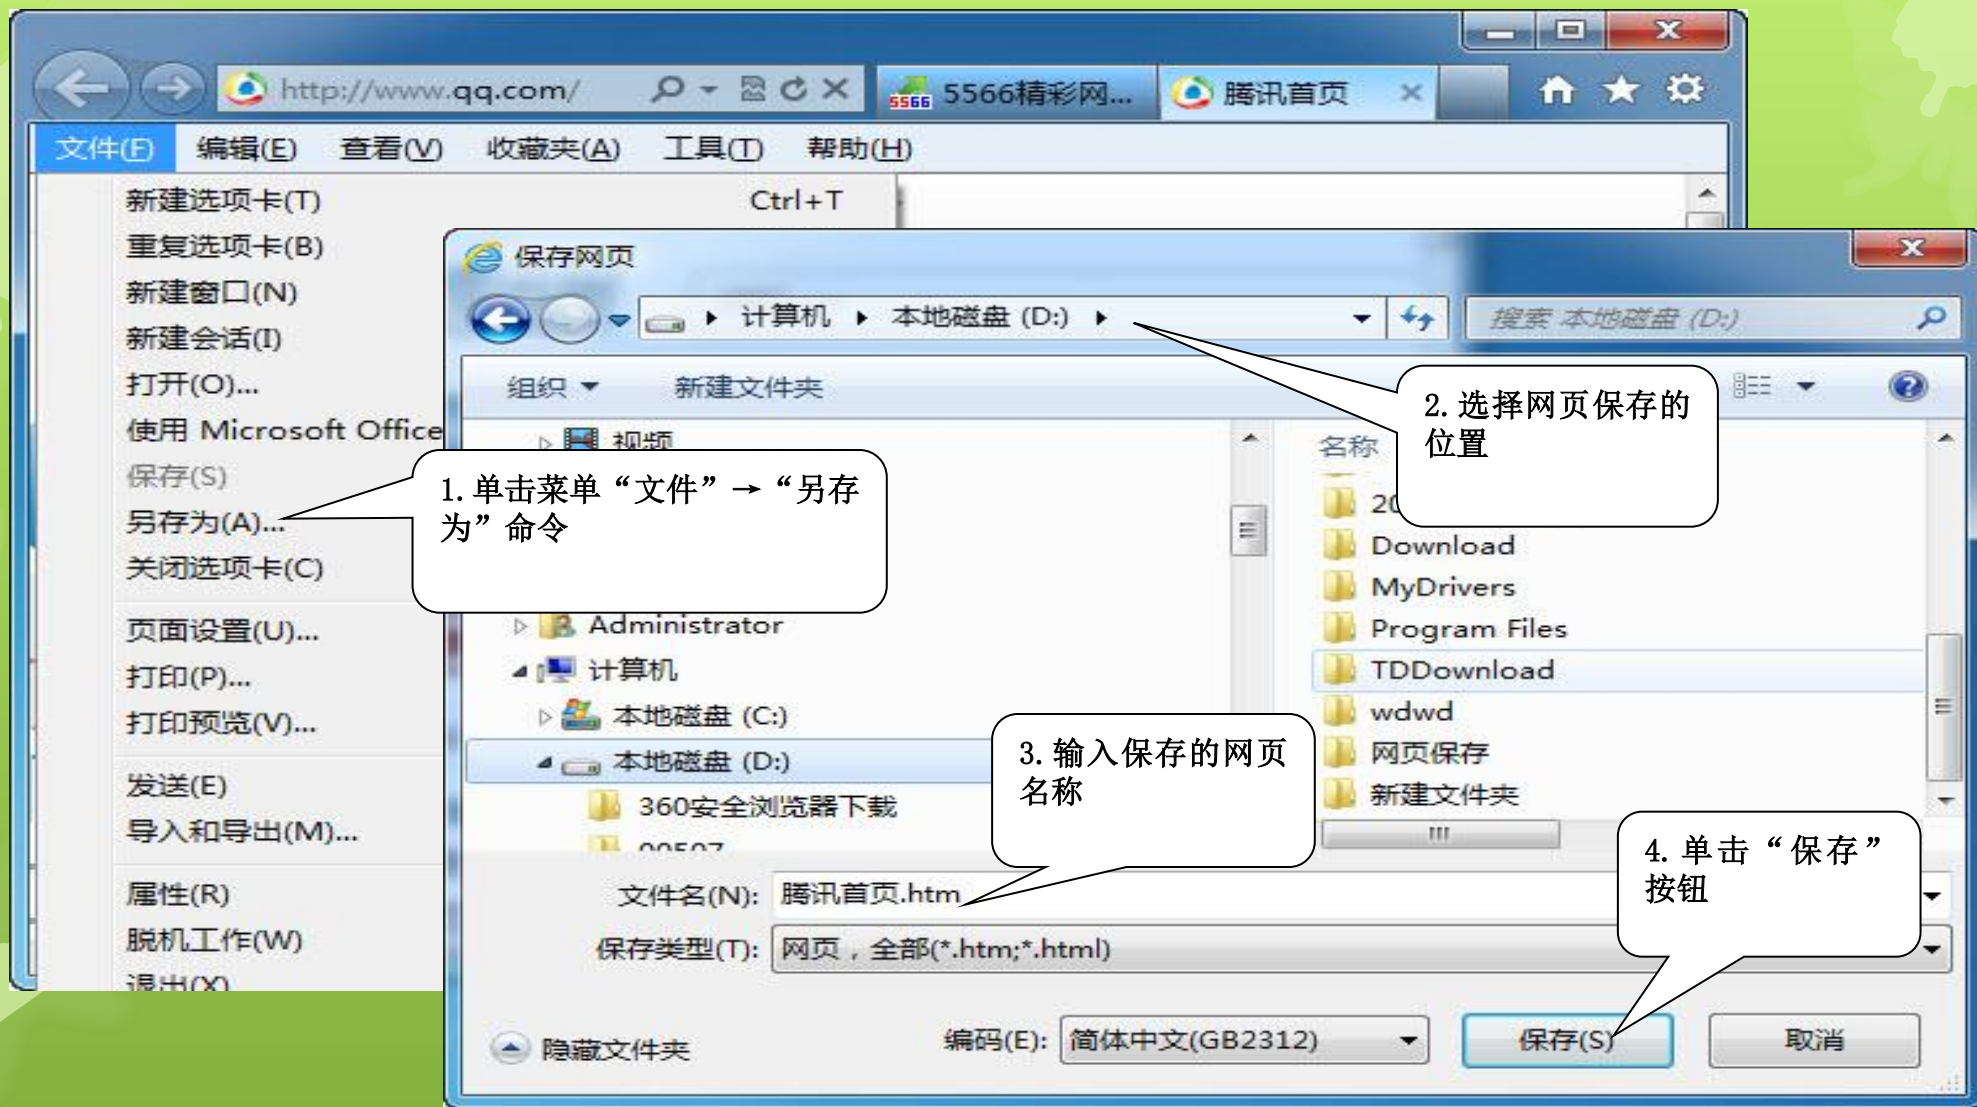 http://www.qq.com/
5566
5566精彩网...
腾讯首页
文件(F) 编辑(E) 查看(V) 收藏夹(A) 工具(T) 帮助(H)
新建选项卡(T) Ctrl+T
重复选项卡(B)
新建窗口(N)
新建会话(I)
打开(O)...
使用 Microsoft Office
保存(S)
另存为(A)...
关闭选项卡(C)
页面设置(U)...
打印(P)...
打印预览(V)...
发送(E)
导入和导出(M)...
属性(R)
脱机工作(W)
退出(X)
1.单击菜单“文件”→“另存
为”命令
保存网页
计算机 本地磁盘 (D:)
搜索 本地磁盘 (D:)
组织 新建文件夹
2.选择网页保存的
位置
视频
Administrator
计算机
本地磁盘 (C:)
本地磁盘 (D:)
360安全浏览器下载
名称
Download
MyDrivers
Program Files
TDDownload
wdwd
网页保存
新建文件夹
3.输入保存的网页
名称
4.单击“保存”
按钮
文件名(N): 腾讯首页.htm
保存类型(T): 网页，全部(*.htm;*.html)
隐藏文件夹
编码(E): 简体中文(GB2312)
保存(S)
取消